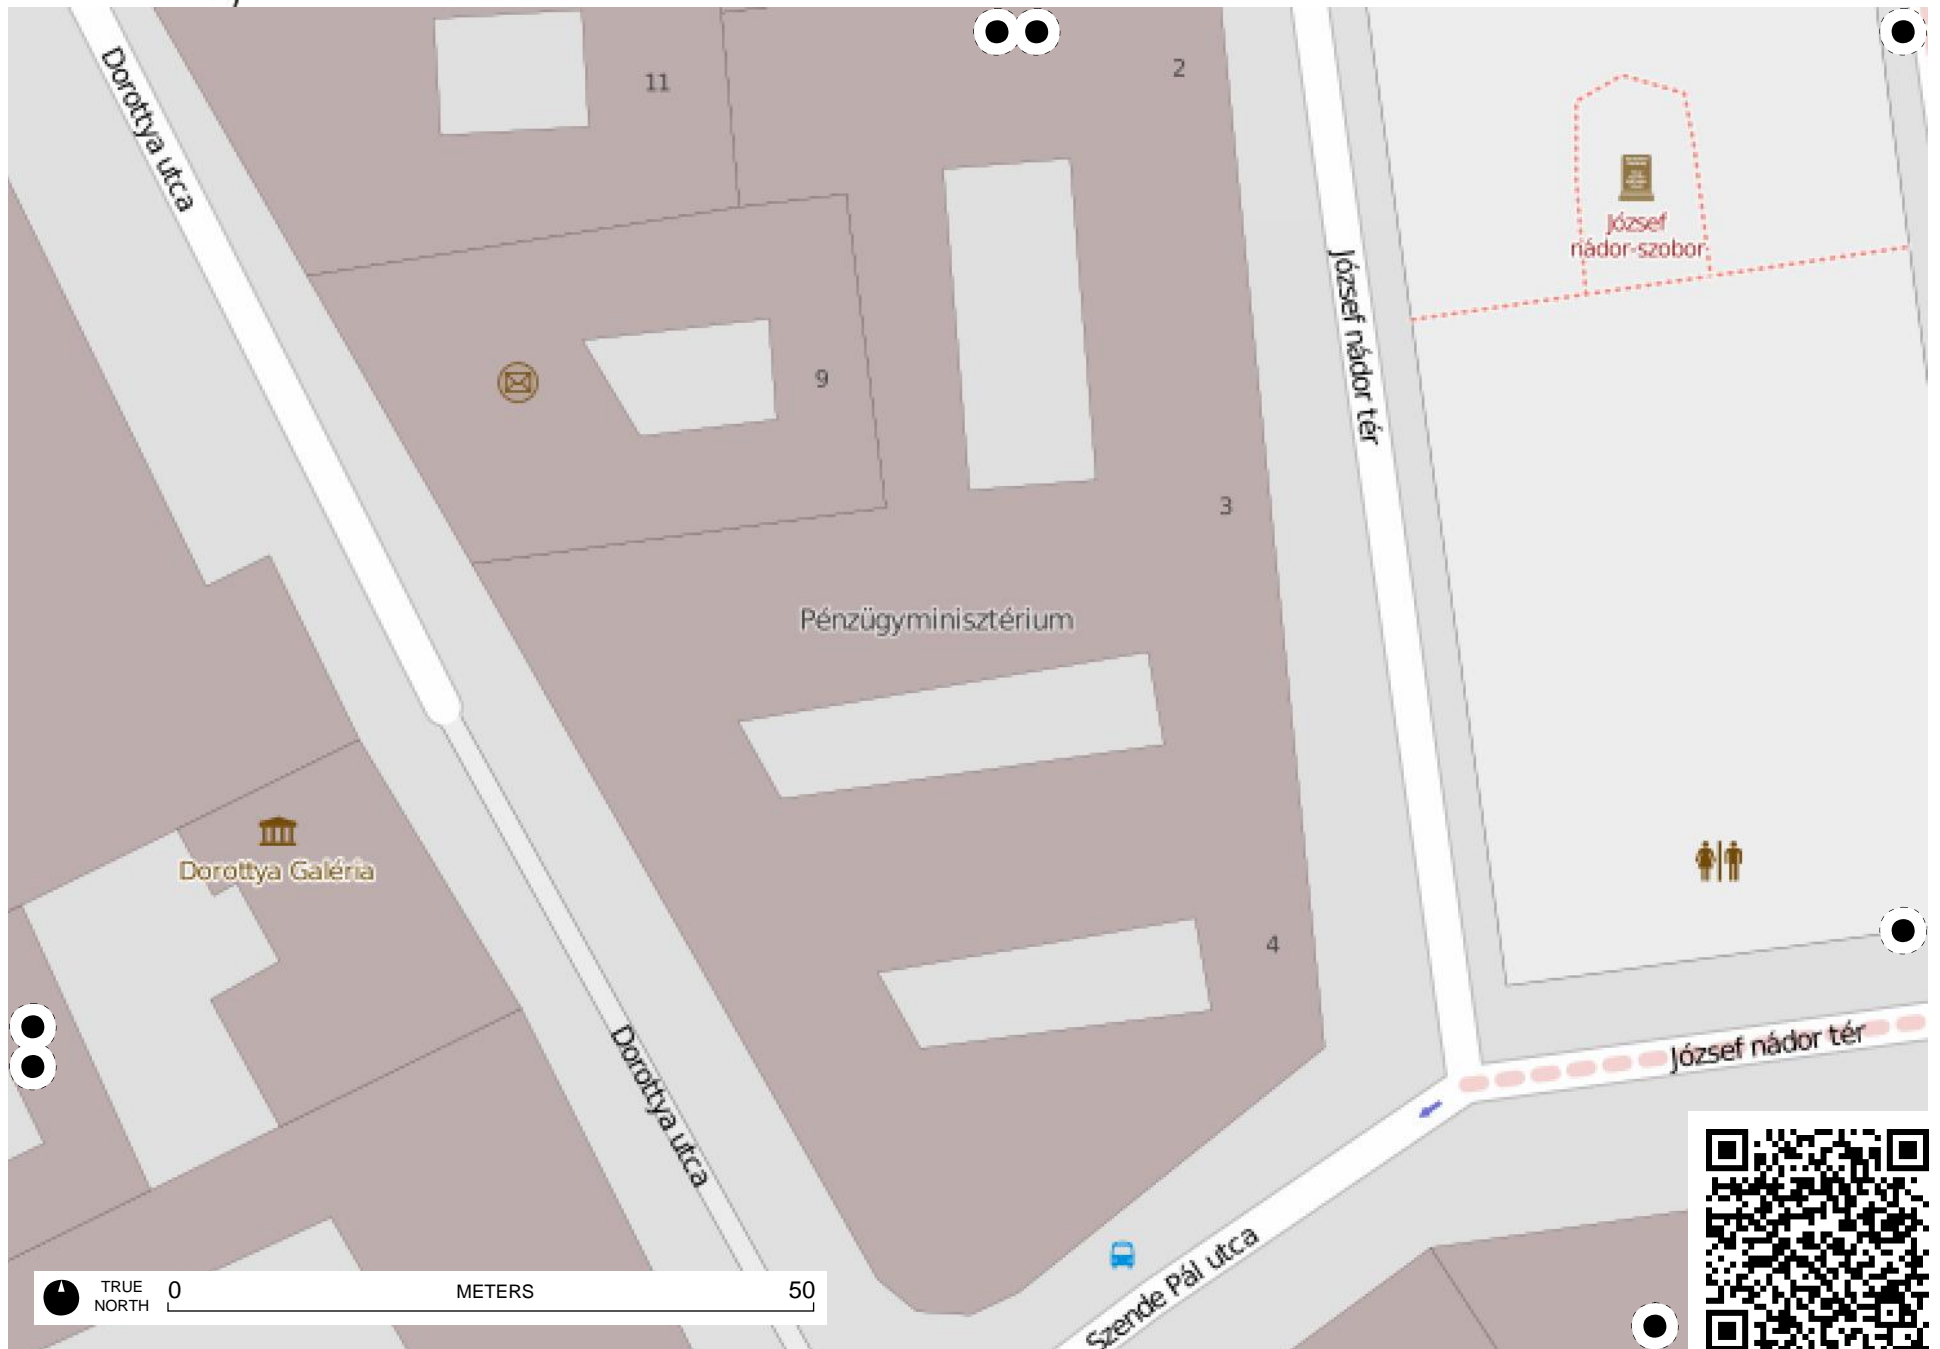 Dorottya utca
11
2
József
nádor-szobor
József nádor tér
9
3
Pénzügyminisztérium
Dorottya Galéria
4
Dorottya utca
József nádor tér
Szende Pál utca
TRUE
NORTH
0 METERS 50